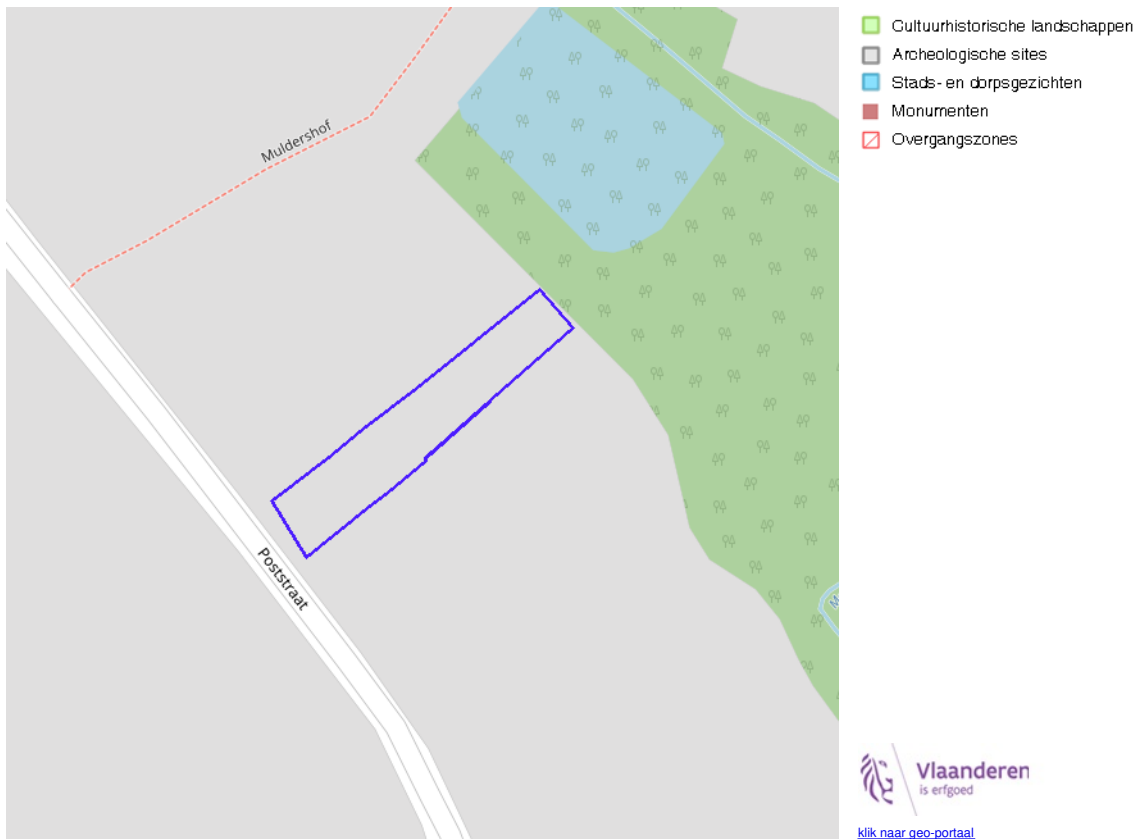 Cultuurhistorische landschappen
Archeologische sites
Stads- en dorpsgezichten
Monumenten
Overgangszones
Muldershof
Poststraat
M
Vlaanderen
is erfgoed
klik naar geo-portaal